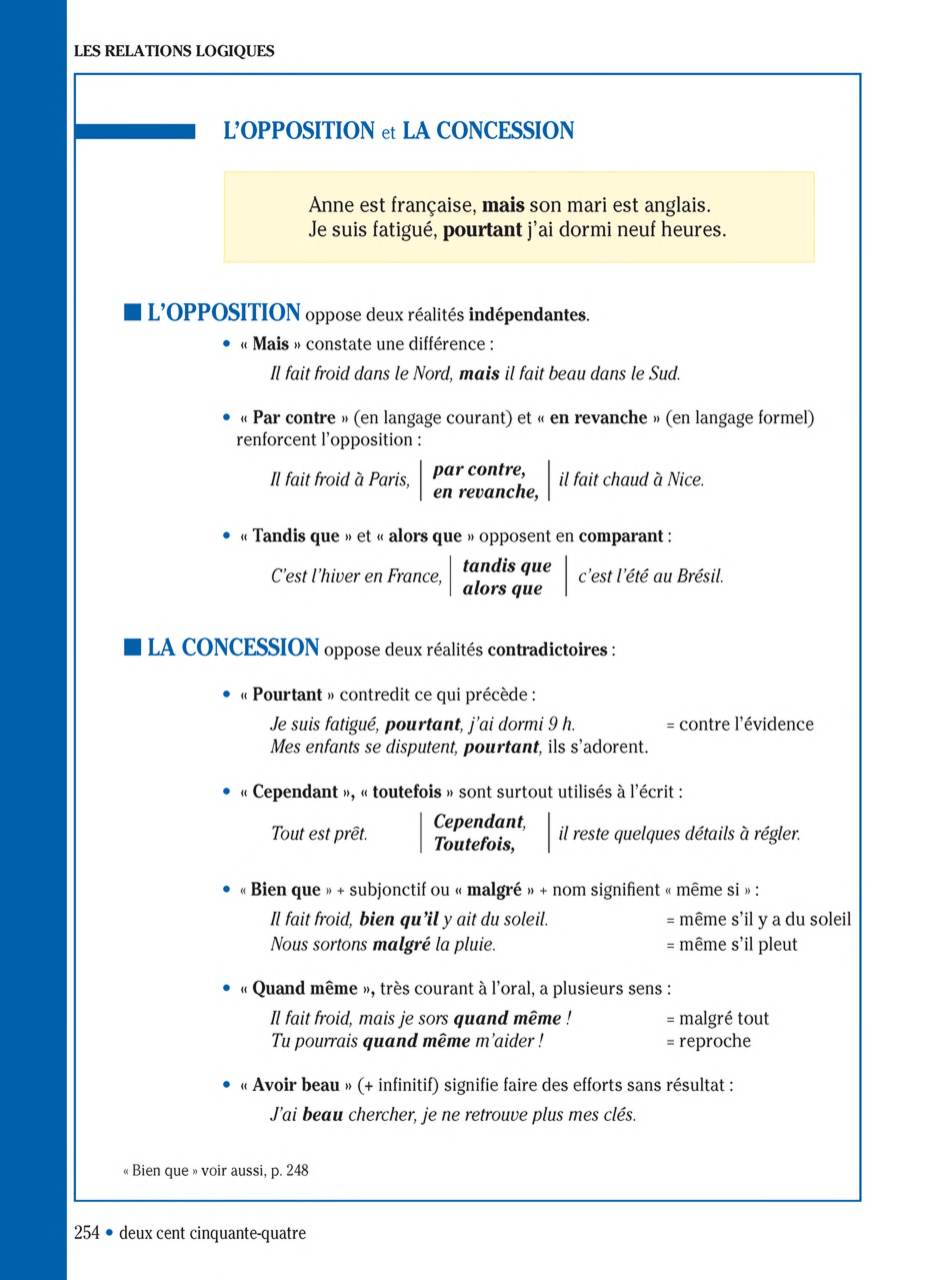 LES RELATIONS LOGIQUES
L'OPPOSITION et LA CONCESSION
Anne est française, mais son mari est anglais.
Je suis fatigué, pourtant j'ai dormi neuf heures.
■ L'OPPOSITION oppose deux réalités indépendantes.
• « Mais » constate une différence :
Il fait froid dans le Nord, mais il fait beau dans le Sud.
• « Par contre » (en langage courant) et « en revanche » (en langage formel)
renforcent l'opposition :
Il fait froid à Paris, | par contre, | il fait chaud à Nice.
en revanche,
• « Tandis que » et « alors que » opposent en comparant :
C'est l'hiver en France, | tandis que | c'est l'été au Brésil.
alors que
■ LA CONCESSION oppose deux réalités contradictoires :
• « Pourtant » contredit ce qui précède :
Je suis fatigué, pourtant, j'ai dormi 9 h. = contre l'évidence
Mes enfants se disputent, pourtant, ils s'adorent.
• « Cependant », « toutefois » sont surtout utilisés à l'écrit :
Tout est prêt. | Cependant, | il reste quelques détails à régler.
Toutefois,
• « Bien que » + subjonctif ou « malgré » + nom signifient « même si » :
Il fait froid, bien qu'il y ait du soleil. = même s'il y a du soleil
Nous sortons malgré la pluie. = même s'il pleut
• « Quand même », très courant à l'oral, a plusieurs sens :
Il fait froid, mais je sors quand même ! = malgré tout
Tu pourrais quand même m'aider ! = reproche
• « Avoir beau » (+ infinitif) signifie faire des efforts sans résultat :
J'ai beau chercher, je ne retrouve plus mes clés.
« Bien que » voir aussi, p. 248
254 • deux cent cinquante-quatre